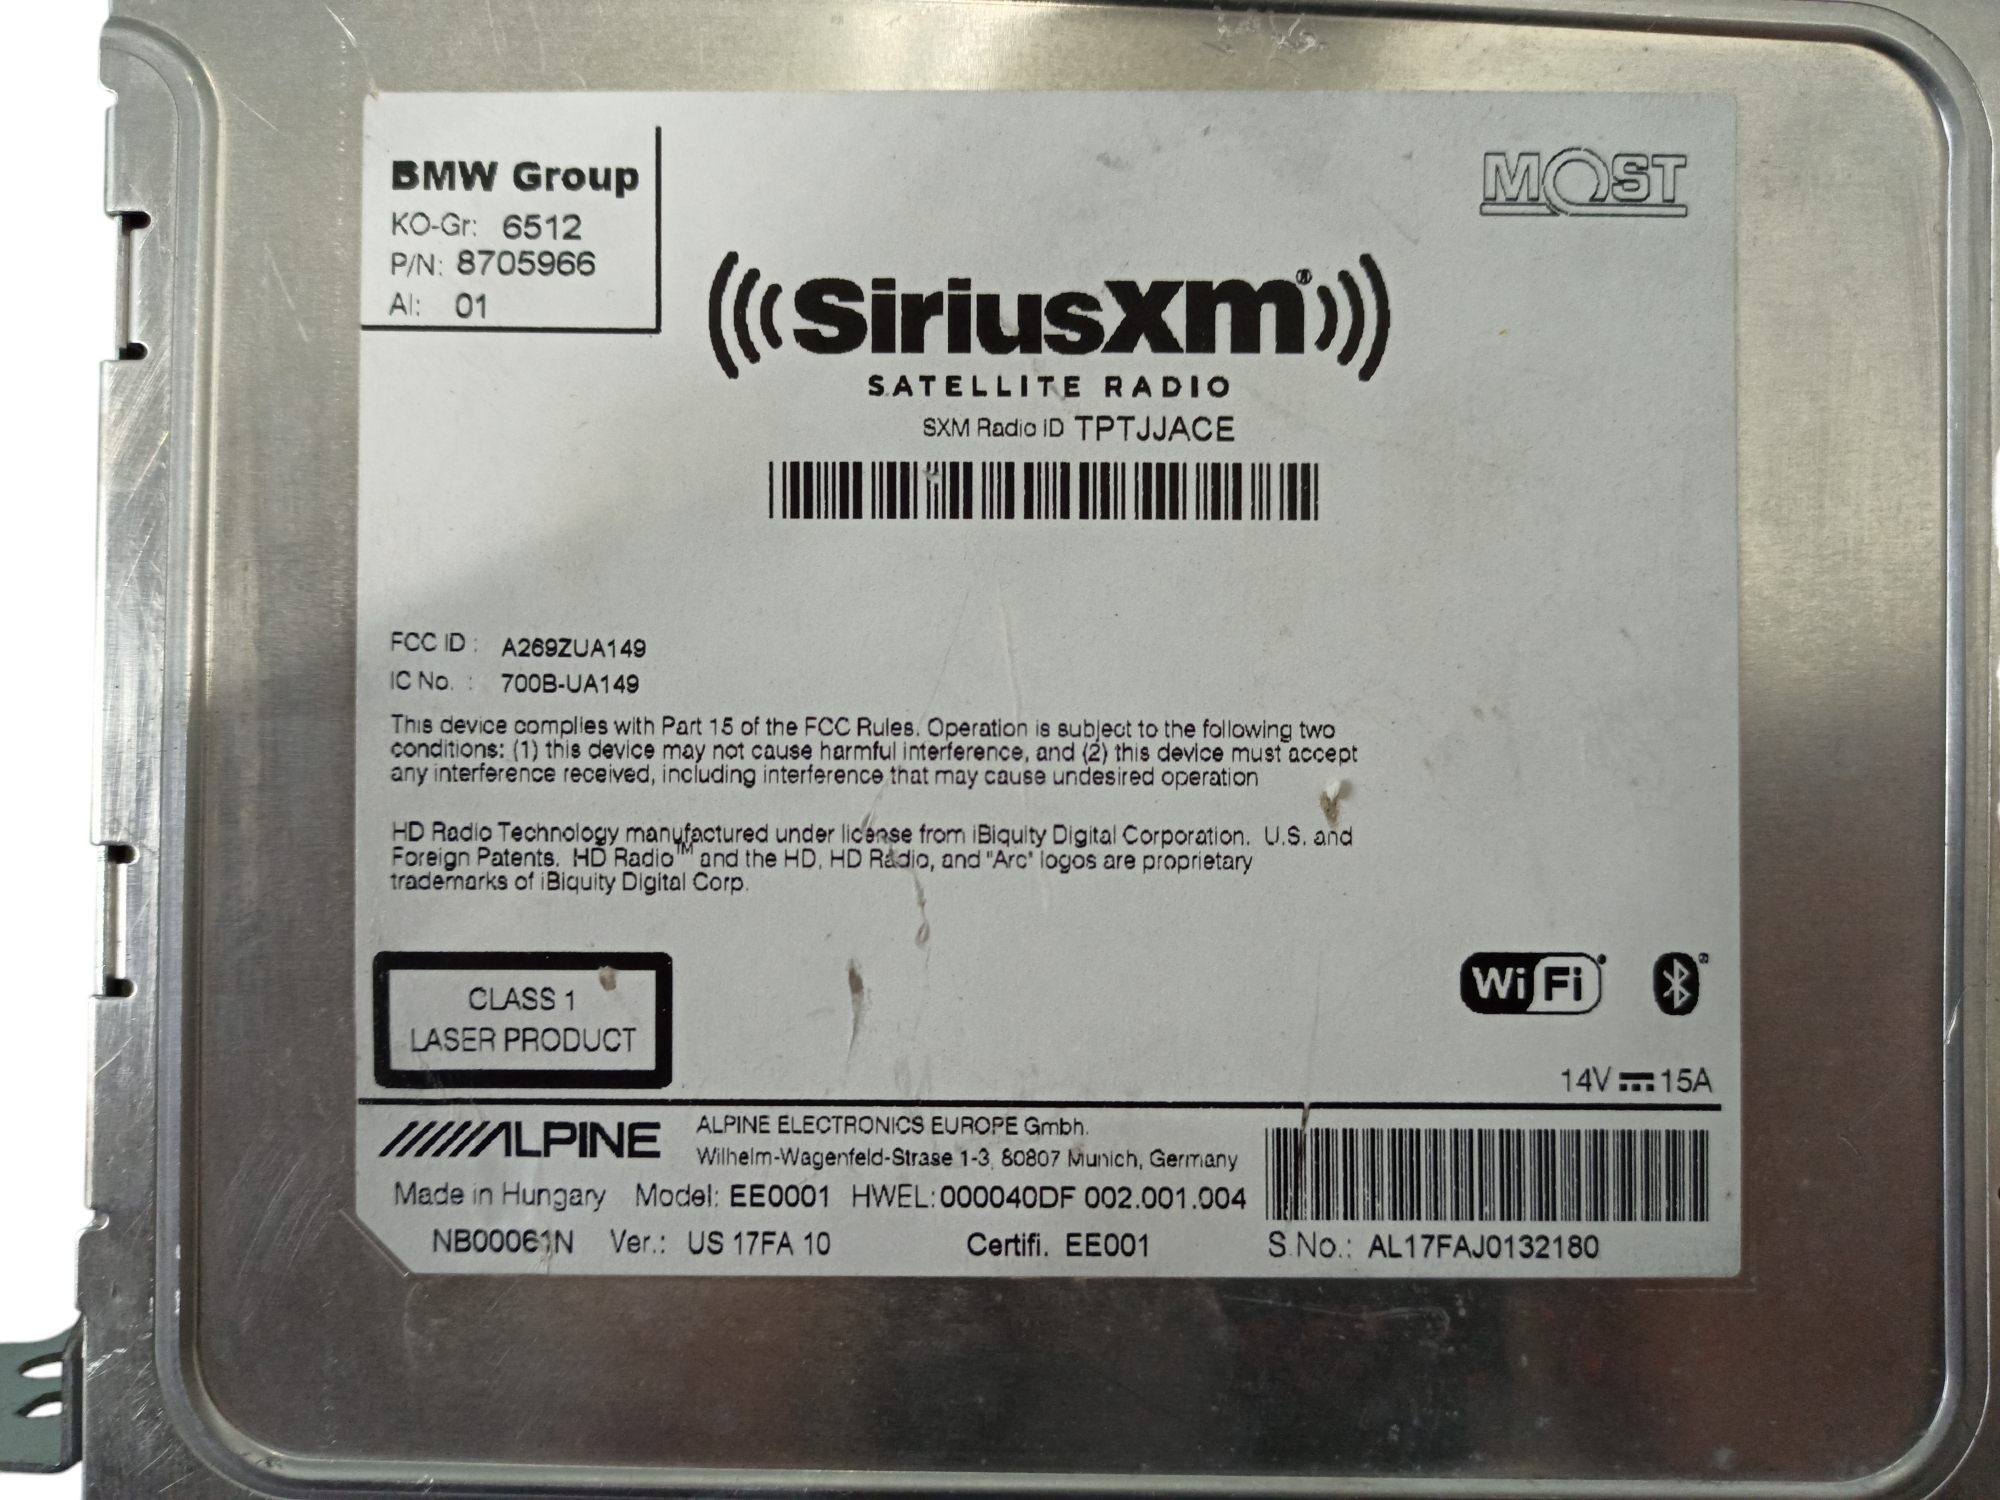 BMW Group
KO-Gr: 6512
P/N: 8705966
AI: 01
MOST
SiriusXm®
SATELLITE RADIO
SXM Radio ID TPTJJACE
FCC ID : A269ZUA149
IC No. : 700B-UA149
This device complies with Part 15 of the FCC Rules. Operation is subject to the following two
conditions: (1) this device may not cause harmful interference, and (2) this device must accept
any interference received, including interference that may cause undesired operation
HD Radio Technology manufactured under license from iBiquity Digital Corporation. U.S. and
Foreign Patents. HD Radio™ and the HD, HD Radio, and "Arc" logos are proprietary
trademarks of iBiquity Digital Corp.
CLASS 1
LASER PRODUCT
WiFi
14V 15A
ALPINE
ALPINE ELECTRONICS EUROPE Gmbh.
Wilhelm-Wagenfeld-Strase 1-3, 80807 Munich, Germany
Made in Hungary Model: EE0001 HWEL:000040DF 002.001.004
NB00061N Ver.: US 17FA 10 Certifi. EE001 S.No.: AL17FAJ0132180